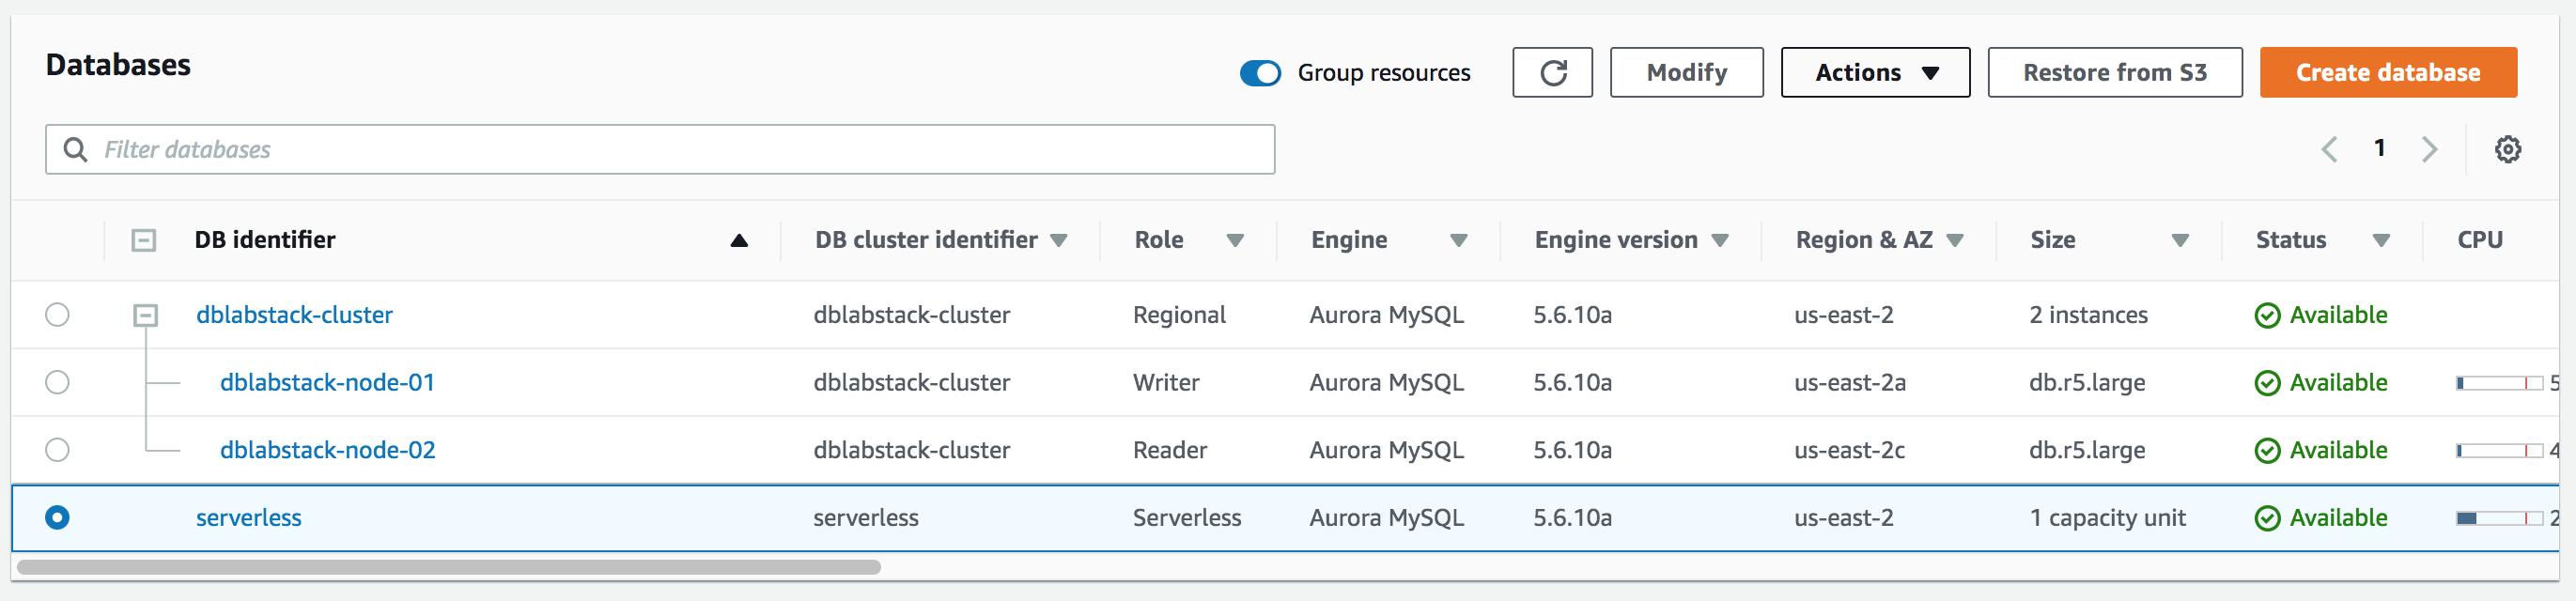 Databases
Group resources Modify Actions Restore from S3 Create database
Filter databases 1
DB identifier DB cluster identifier Role Engine Engine version Region & AZ Size Status CPU
dblabstack-cluster dblabstack-cluster Regional Aurora MySQL 5.6.10a us-east-2 2 instances Available
dblabstack-node-01 dblabstack-cluster Writer Aurora MySQL 5.6.10a us-east-2a db.r5.large Available
dblabstack-node-02 dblabstack-cluster Reader Aurora MySQL 5.6.10a us-east-2c db.r5.large Available
serverless serverless Serverless Aurora MySQL 5.6.10a us-east-2 1 capacity unit Available